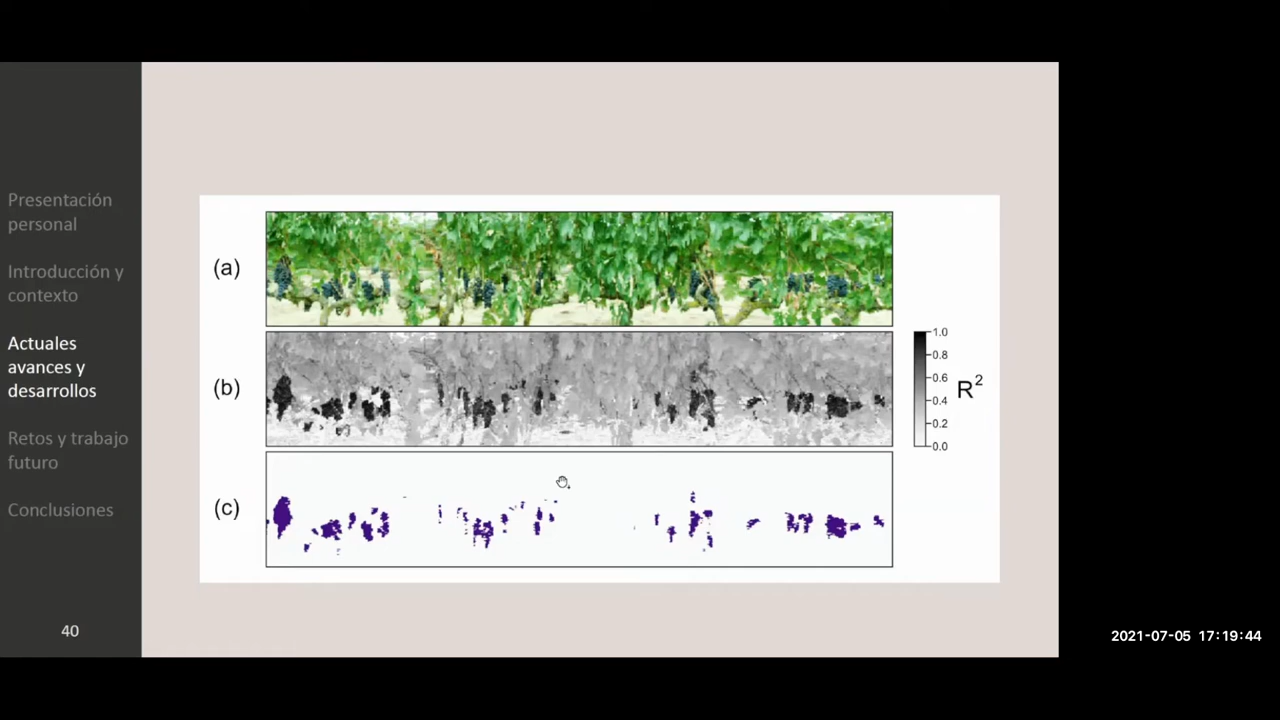 Presentación
personal
Introducción y
contexto
Actuales
avances y
desarrollos
Retos y trabajo
futuro
Conclusiones
40
(a)
(b)
(c)
1.0
0.8
0.6
0.4
0.2
0.0
R²
2021-07-05 17:19:44